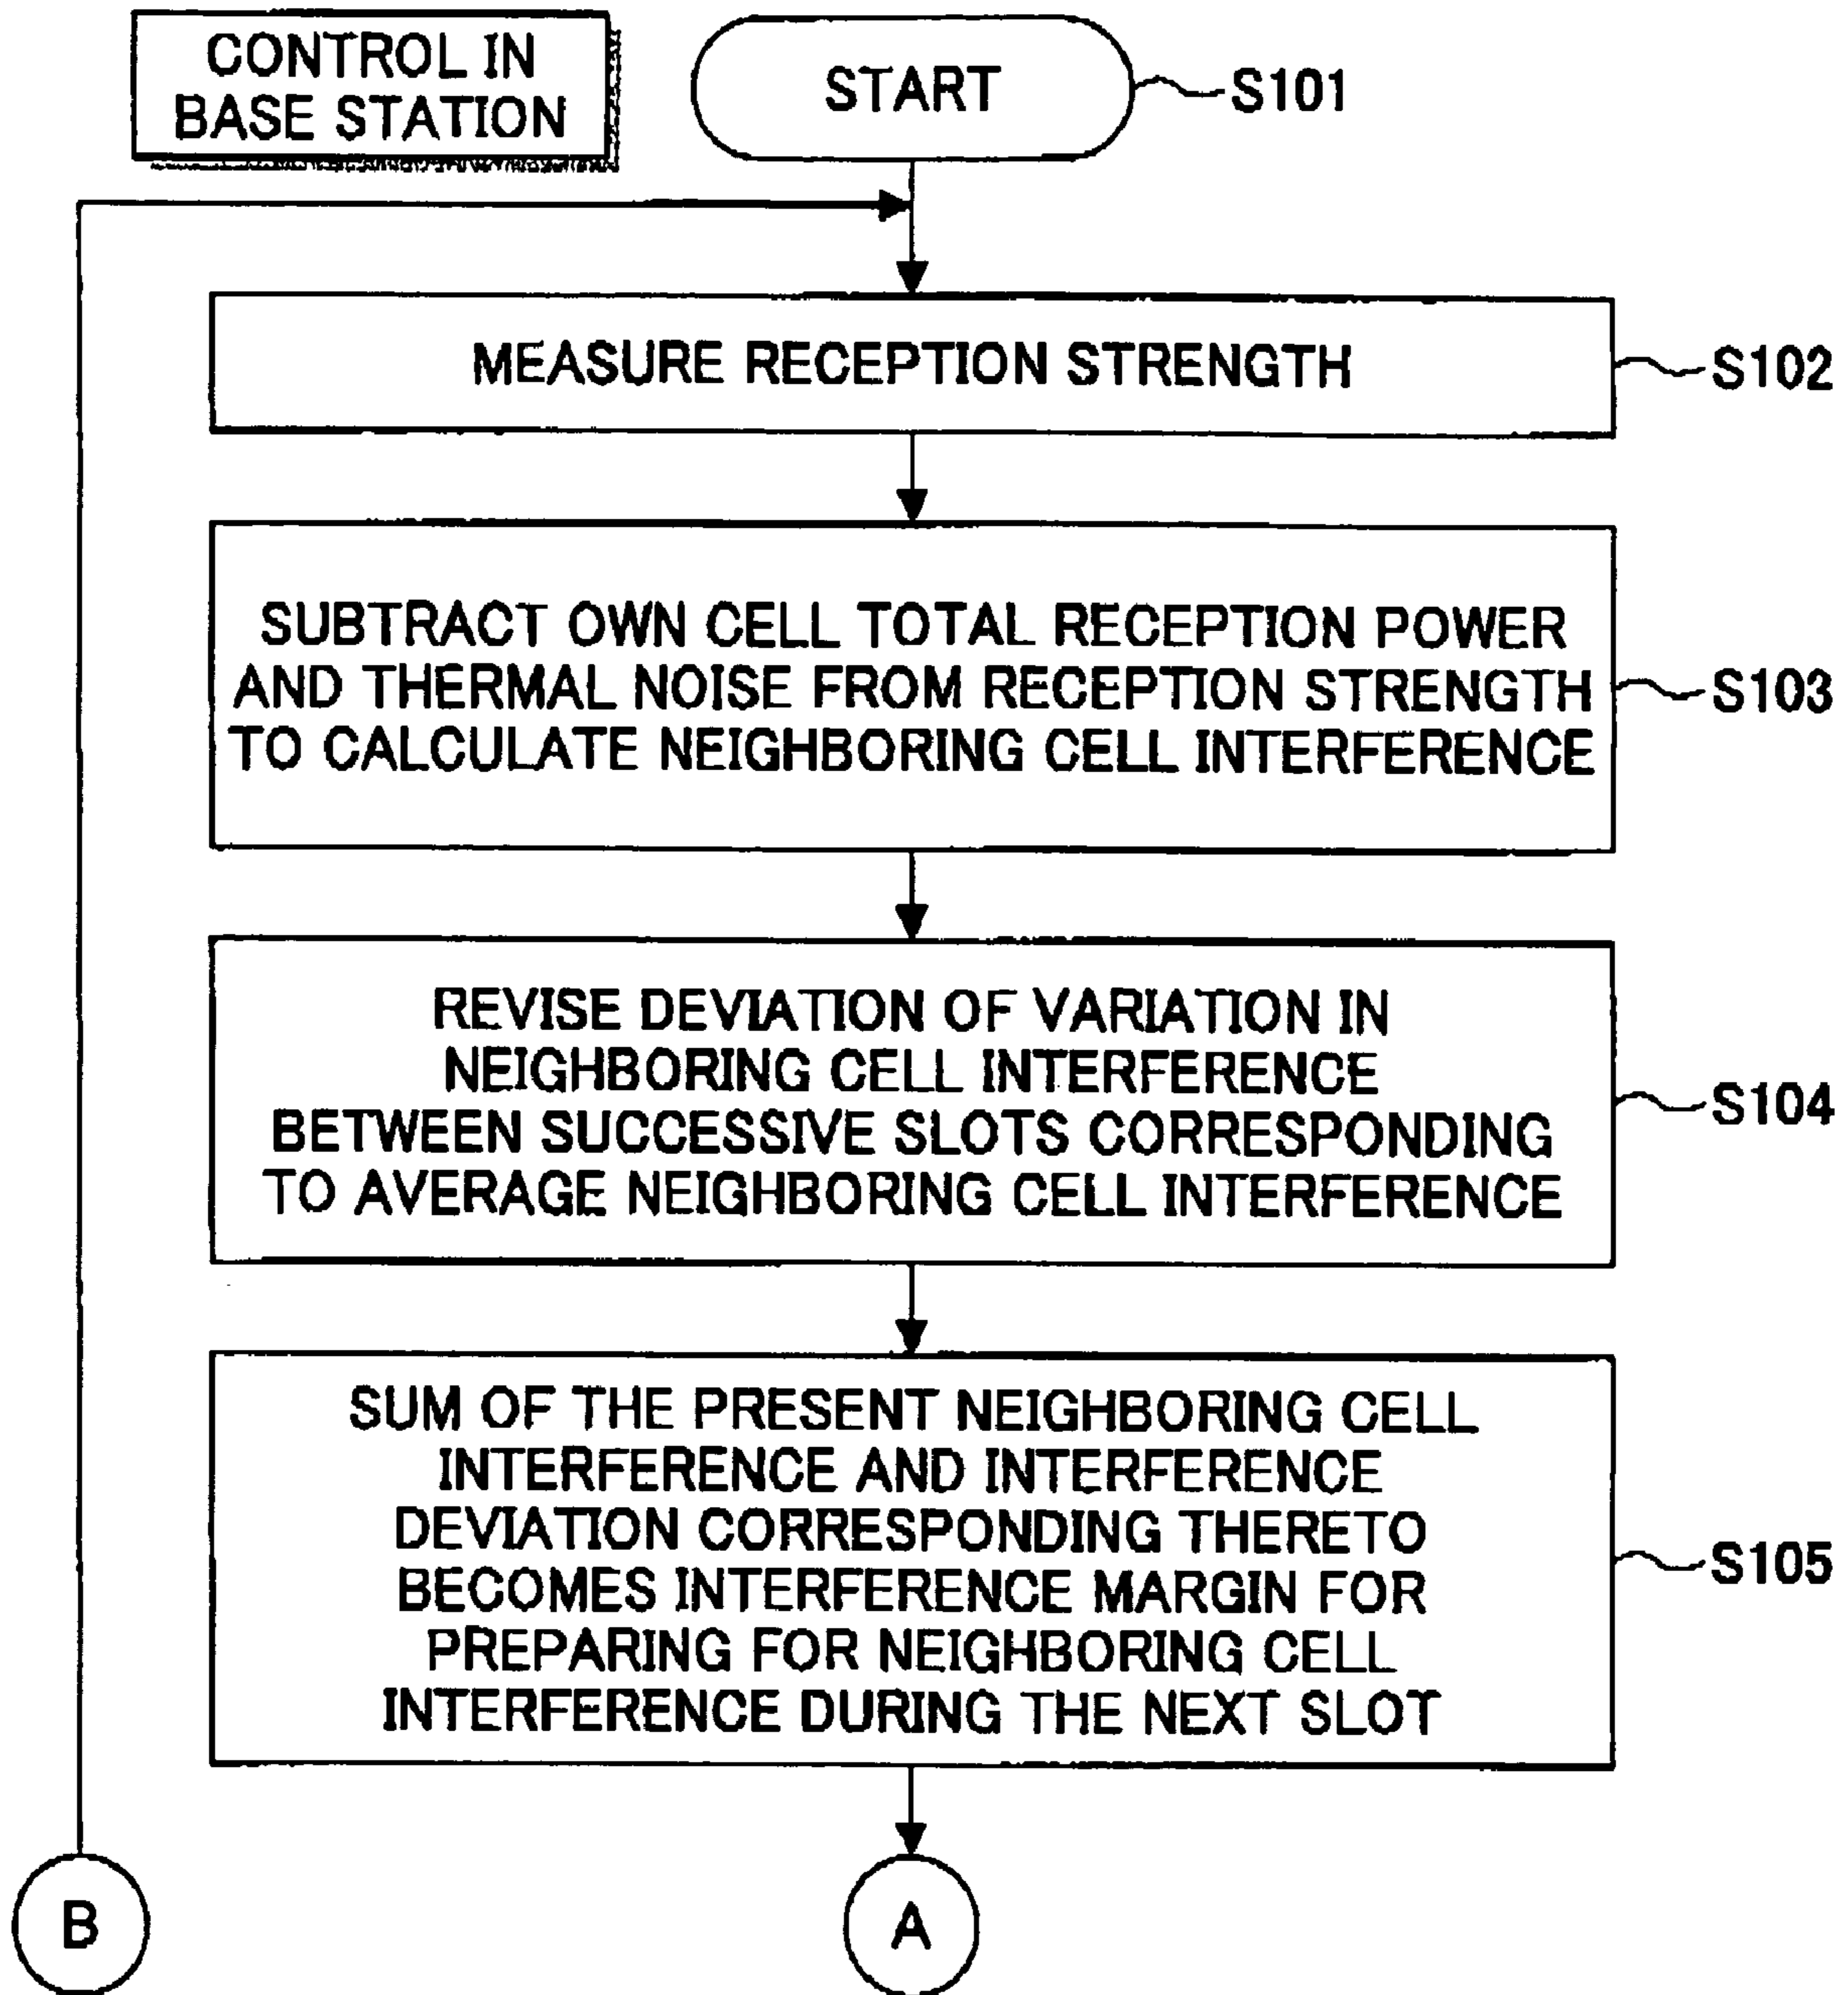 CONTROL IN
BASE STATION
START
S101
MEASURE RECEPTION STRENGTH
S102
SUBTRACT OWN CELL TOTAL RECEPTION POWER
AND THERMAL NOISE FROM RECEPTION STRENGTH
TO CALCULATE NEIGHBORING CELL INTERFERENCE
S103
REVISE DEVIATION OF VARIATION IN
NEIGHBORING CELL INTERFERENCE
BETWEEN SUCCESSIVE SLOTS CORRESPONDING
TO AVERAGE NEIGHBORING CELL INTERFERENCE
S104
SUM OF THE PRESENT NEIGHBORING CELL
INTERFERENCE AND INTERFERENCE
DEVIATION CORRESPONDING THERETO
BECOMES INTERFERENCE MARGIN FOR
PREPARING FOR NEIGHBORING CELL
INTERFERENCE DURING THE NEXT SLOT
S105
B
A